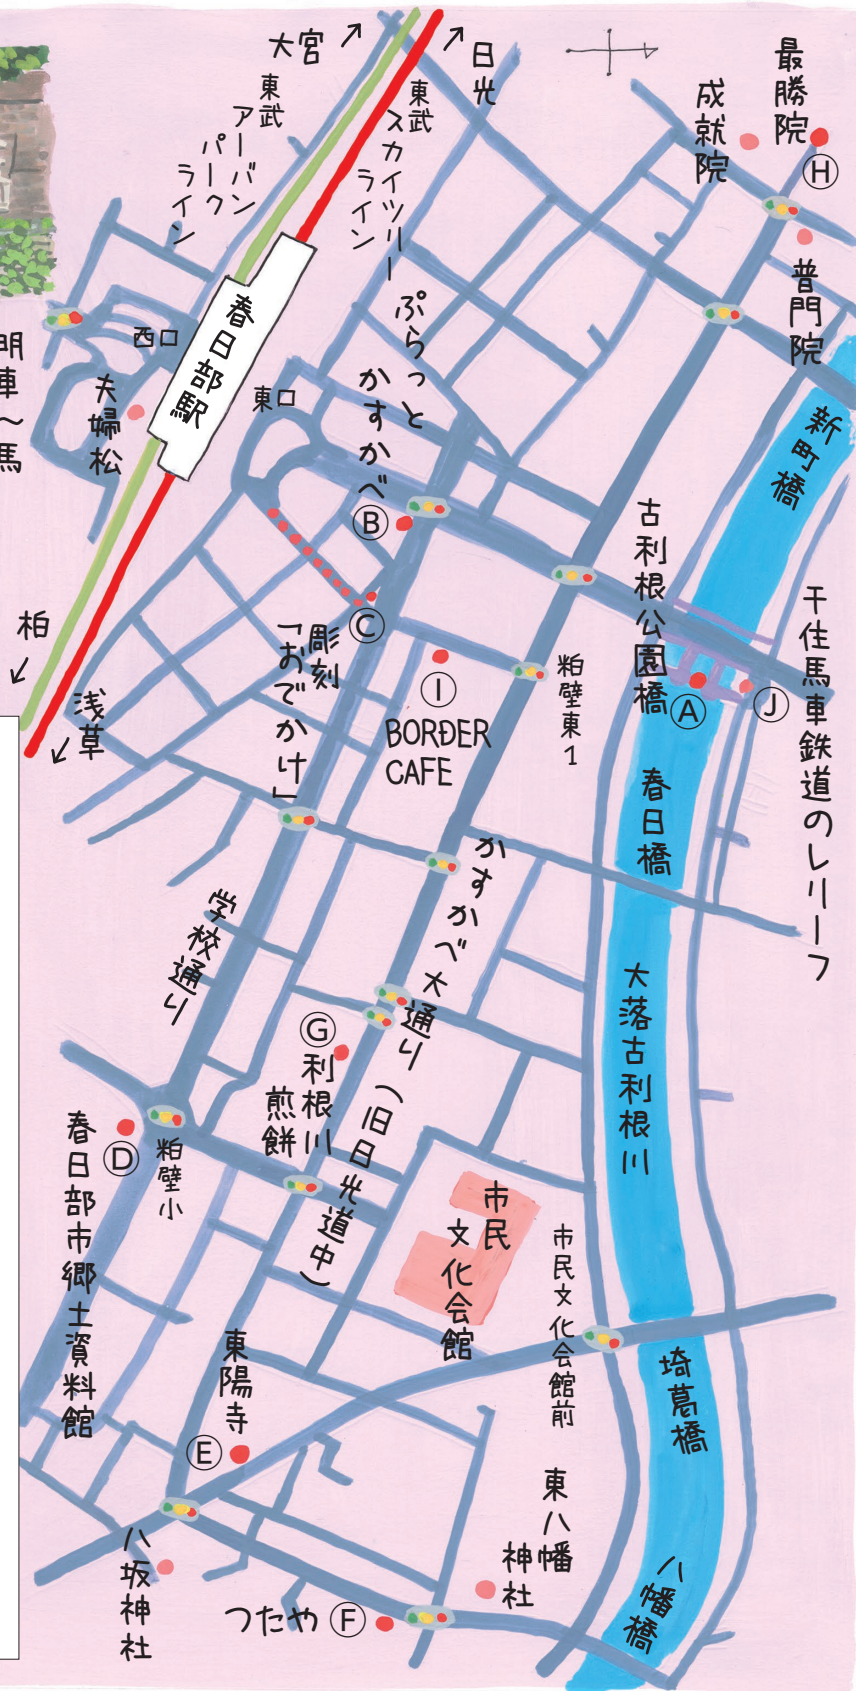 大宮
日光
東武
アーバン
パーク
ライン
東武
スカイツリー
ライン
最勝院
Ⓗ
成就院
普門院
春日部駅
西口
東口
夫婦松
明車〜馬
ぷらっと
かすかべ
Ⓑ
新町橋
古利根公園橋
Ⓐ
Ⓙ
千住馬車鉄道のレリーフ
柏
浅草
Ⓒ
彫刻
「おでかけ」
Ⓘ
BORDER
CAFE
粕壁東1
春日橋
かすかべ大通り(旧日光道中)
学校通り
大落古利根川
Ⓖ
利根川
煎餅
Ⓓ
春日部市郷土資料館
粕壁小
市民
文化会館
市民文化会館前
埼葛橋
東陽寺
Ⓔ
八坂神社
つたや
Ⓕ
東八幡
神社
八幡橋